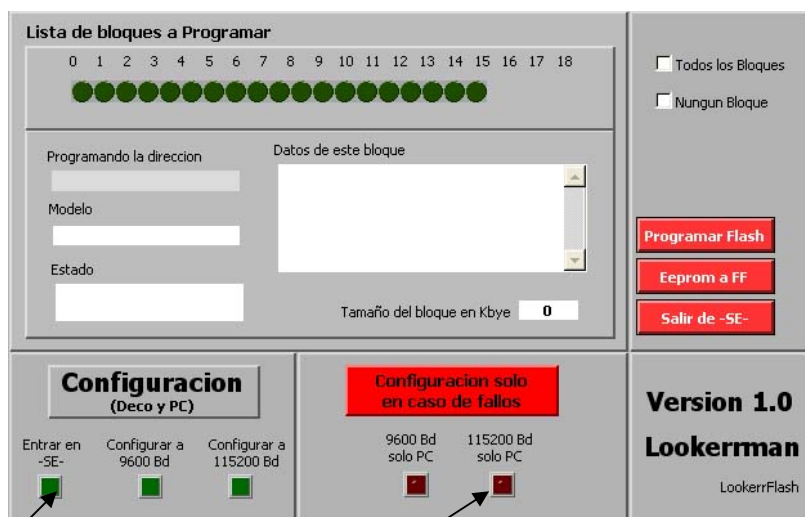 Lista de bloques a Programar
0 1 2 3 4 5 6 7 8 9 10 11 12 13 14 15 16 17 18
Todos los Bloques
Nungun Bloque
Programando la direccion
Datos de este bloque
Modelo
Estado
Tamaño del bloque en Kbye 0
Programar Flash
Eeprom a FF
Salir de -SE-
Configuracion
(Deco y PC)
Entrar en
-SE-
Configurar a
9600 Bd
Configurar a
115200 Bd
Configuracion solo
en caso de fallos
9600 Bd
solo PC
115200 Bd
solo PC
Version 1.0
Lookerrman
LookerrFlash